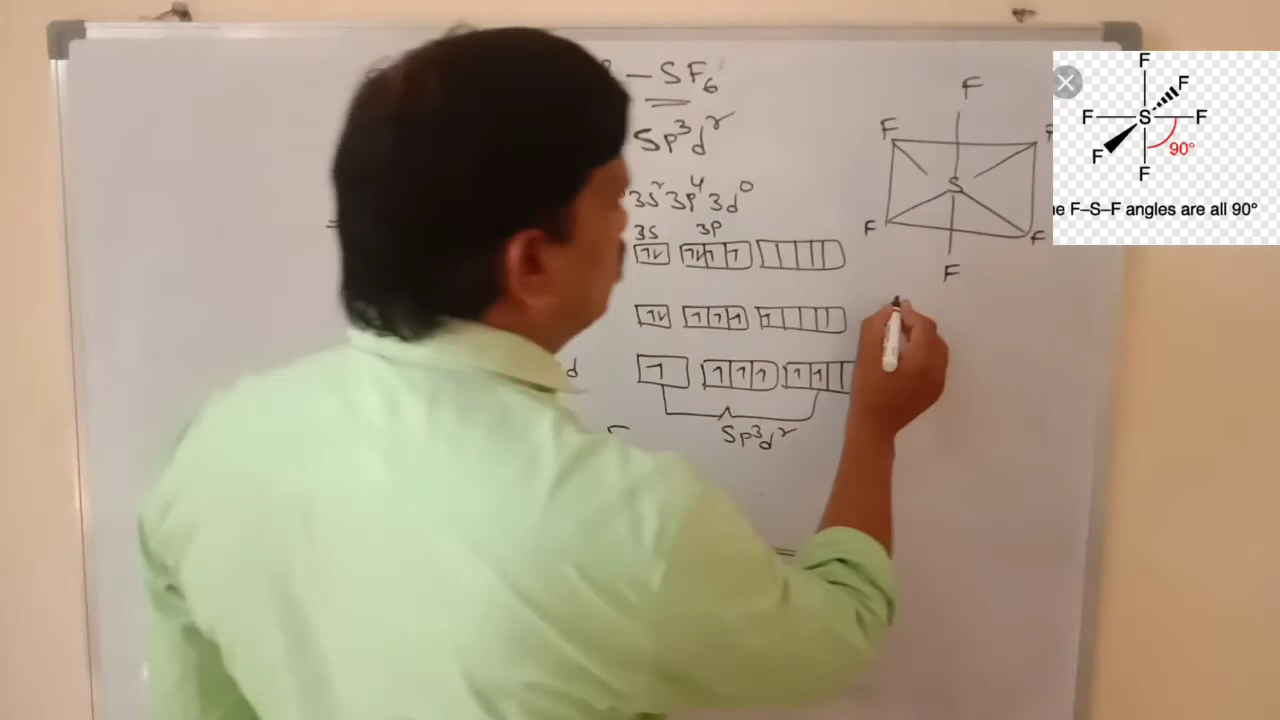 – SF₆
Sp³d²
3s² 3p⁴ 3d⁰
3S 3P
d
Sp³d²
F
F
S
F
F
F
F
F
F
F S F
F
F
90°
e F–S–F angles are all 90°